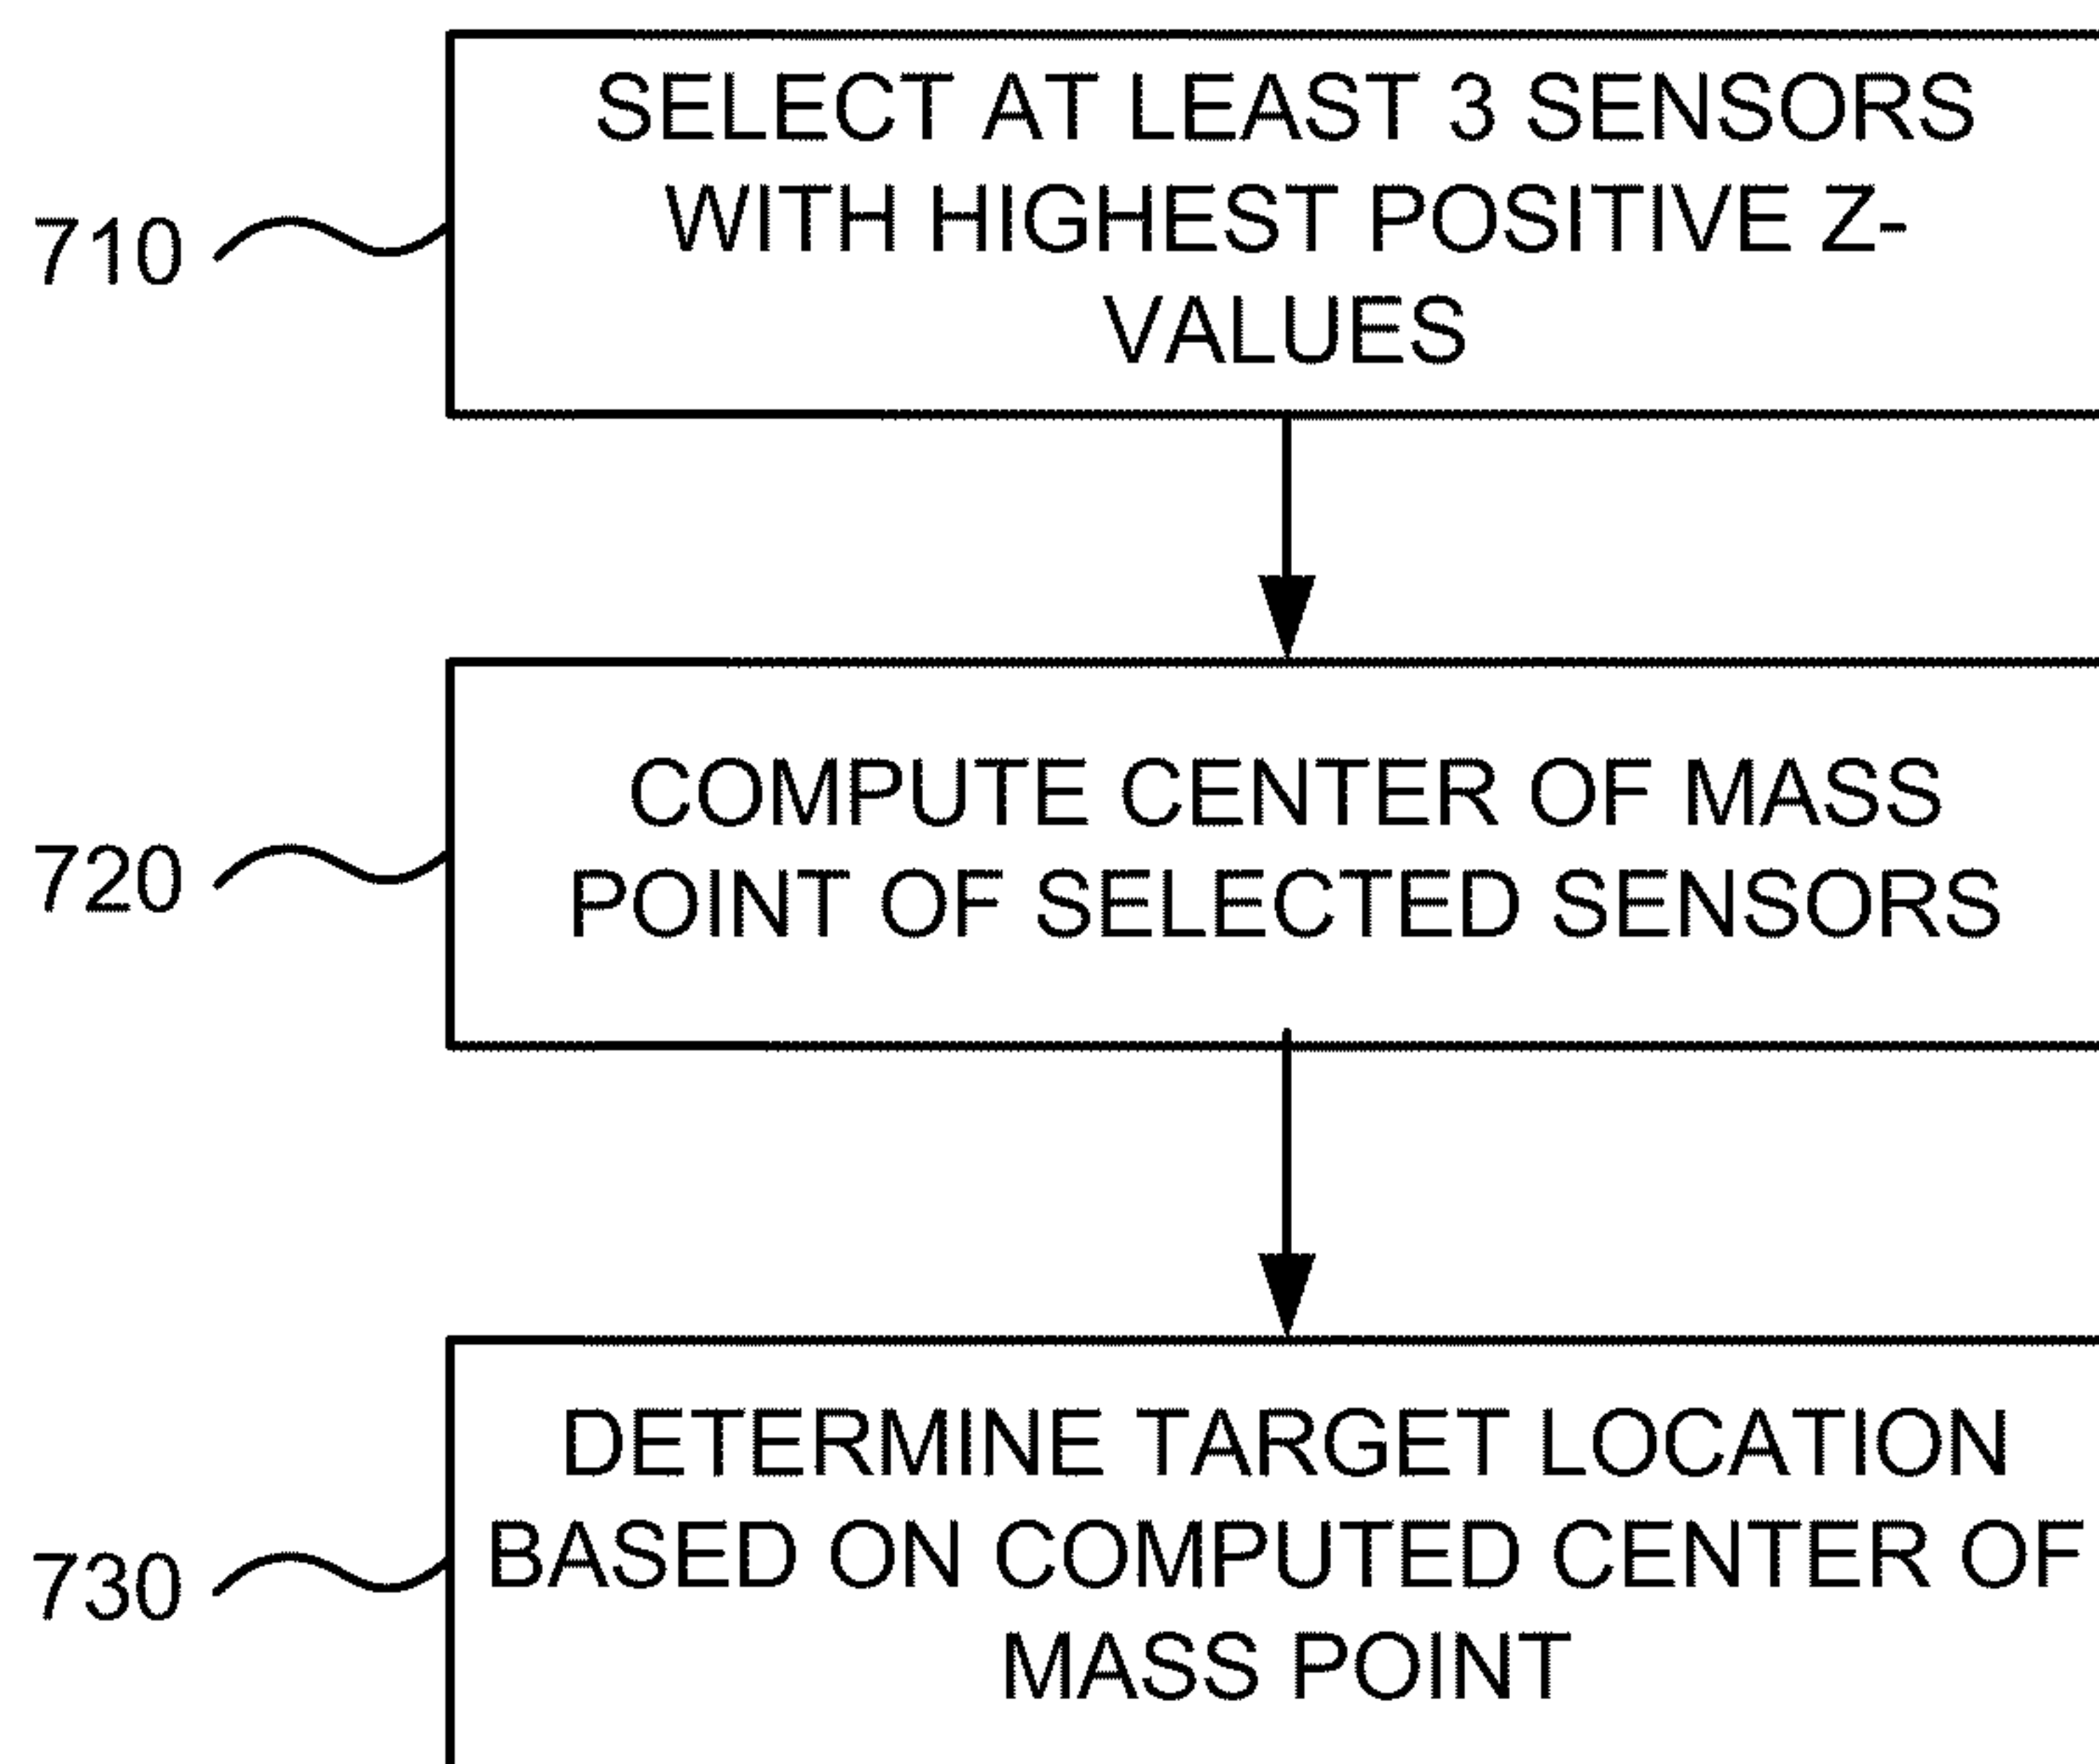 SELECT AT LEAST 3 SENSORS
WITH HIGHEST POSITIVE Z-
VALUES
710
COMPUTE CENTER OF MASS
POINT OF SELECTED SENSORS
720
DETERMINE TARGET LOCATION
BASED ON COMPUTED CENTER OF
MASS POINT
730